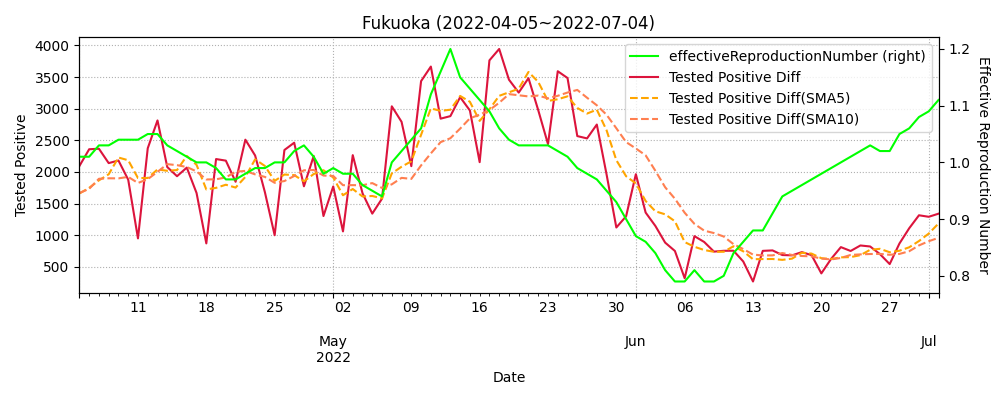 Fukuoka (2022-04-05~2022-07-04)
effectiveReproductionNumber (right)
Tested Positive Diff
Tested Positive Diff(SMA5)
Tested Positive Diff(SMA10)
Tested Positive
4000
3500
3000
2500
2000
1500
1000
500
1.2
1.1
1.0
0.9
0.8
Effective Reproduction Number
11 18 25 02 09 16 23 30 06 13 20 27
May Jun Jul
2022
Date